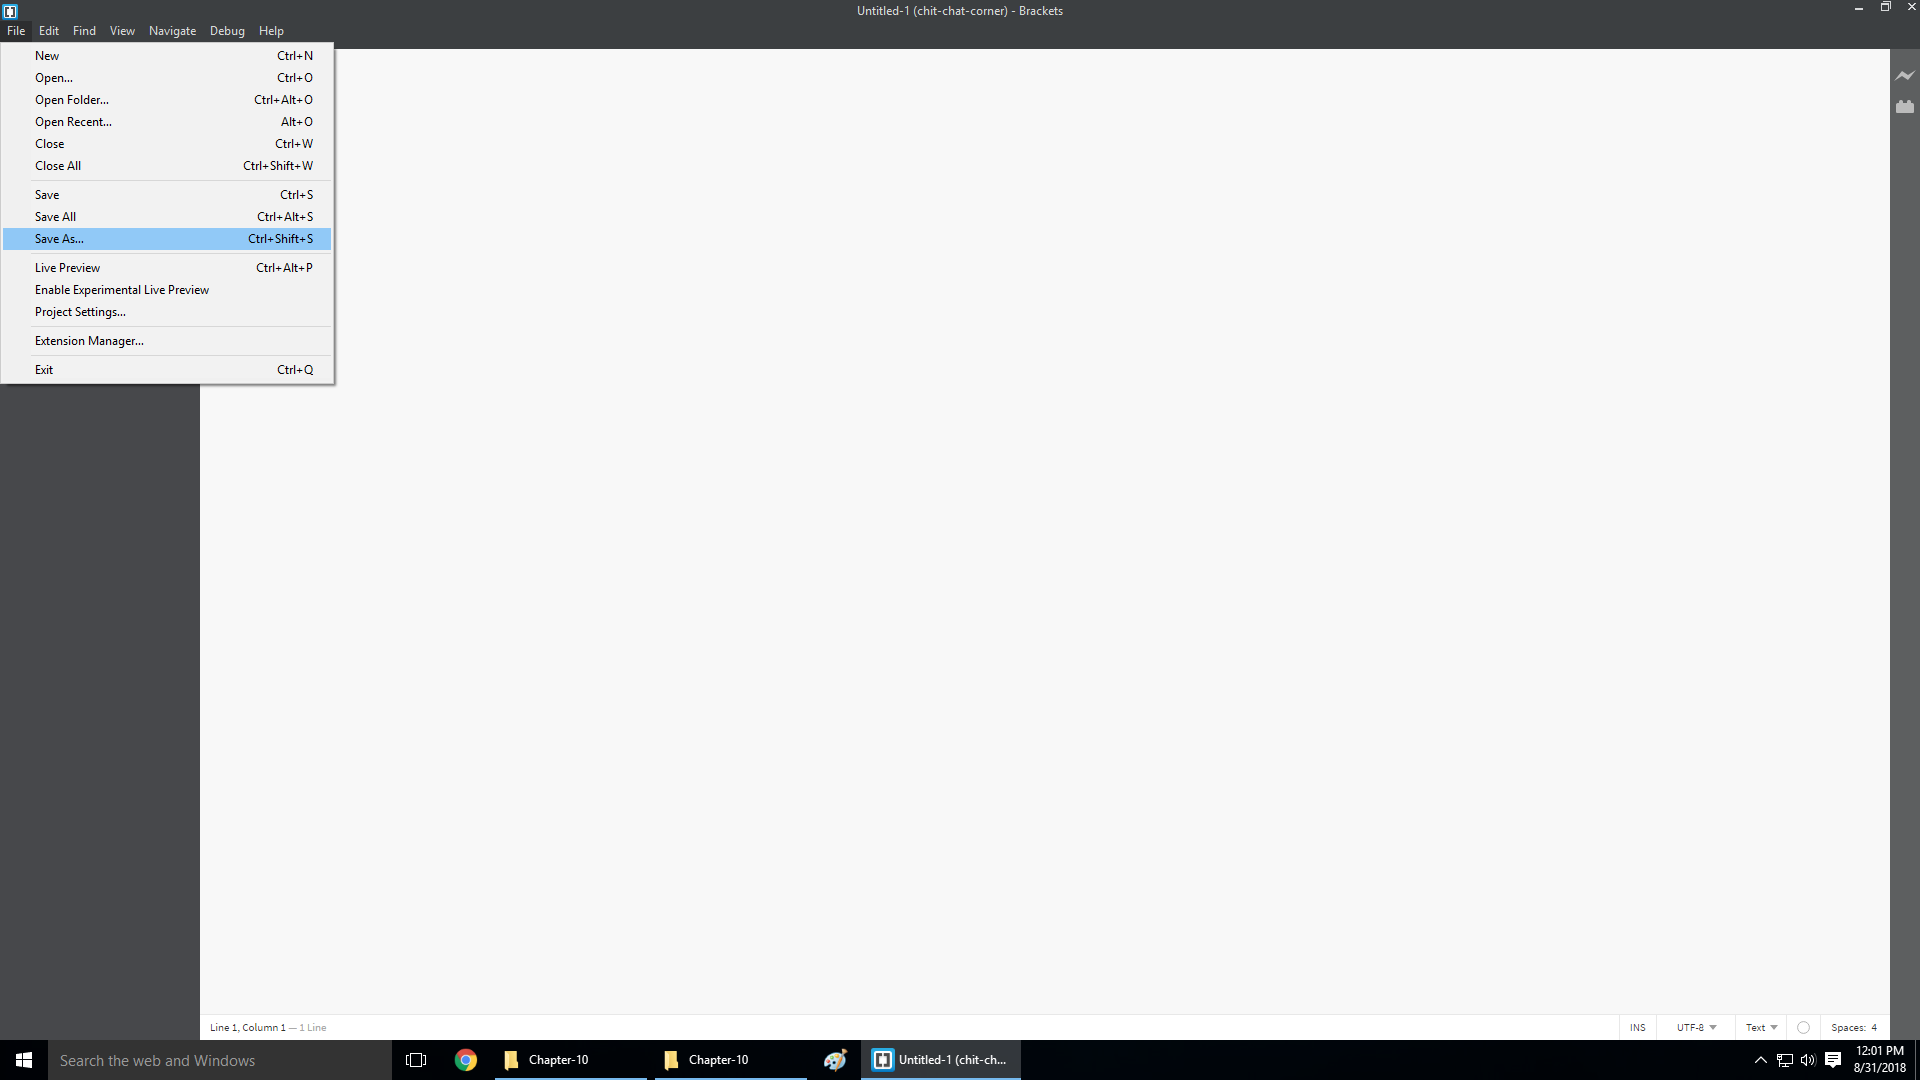 Untitled-1 (chit-chat-corner) - Brackets
File Edit Find View Navigate Debug Help
New Ctrl+N
Open... Ctrl+O
Open Folder... Ctrl+Alt+O
Open Recent... Alt+O
Close Ctrl+W
Close All Ctrl+Shift+W
Save Ctrl+S
Save All Ctrl+Alt+S
Save As... Ctrl+Shift+S
Live Preview Ctrl+Alt+P
Enable Experimental Live Preview
Project Settings...
Extension Manager...
Exit Ctrl+Q
Line 1, Column 1 — 1 Line INS UTF-8 Text Spaces: 4
Search the web and Windows Chapter-10 Chapter-10 Untitled-1 (chit-ch... 12:01 PM
8/31/2018